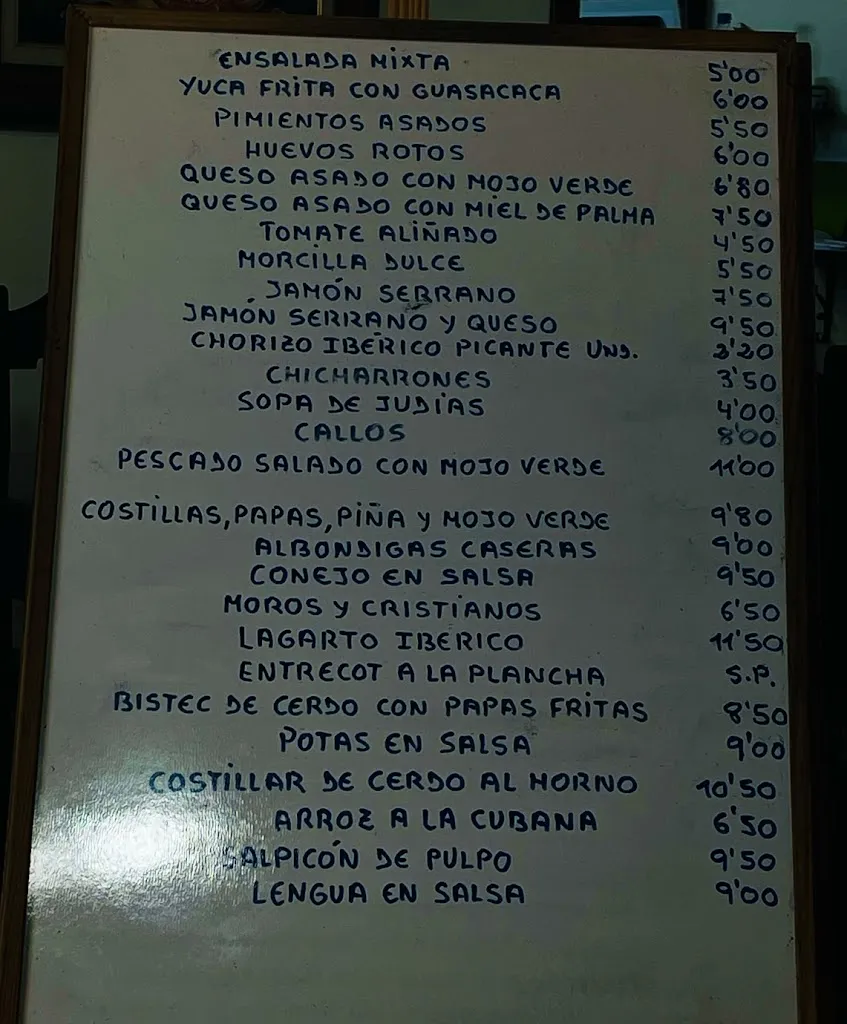 ENSALADA MIXTA 5'00
YUCA FRITA CON GUASACACA 6'00
PIMIENTOS ASADOS 5'50
HUEVOS ROTOS 6'00
QUESO ASADO CON MOJO VERDE 6'80
QUESO ASADO CON MIEL DE PALMA 7'50
TOMATE ALIÑADO 4'50
MORCILLA DULCE 5'50
JAMÓN SERRANO 7'50
JAMÓN SERRANO Y QUESO 9'50
CHORIZO IBERICO PICANTE UND.
CHICHARRONES 3'50
SOPA DE JUDIAS 4'00
CALLOS 8'00
PESCADO SALADO CON MOJO VERDE 11'00
COSTILLAS, PAPAS, PIÑA Y MOJO VERDE 9'80
ALBONDIGAS CASERAS 9'00
CONEJO EN SALSA 9'50
MOROS Y CRISTIANOS 6'50
LAGARTO IBERICO 11'50
ENTRECOT A LA PLANCHA S.P.
BISTEC DE CERDO CON PAPAS FRITAS 8'50
POTAS EN SALSA 9'00
COSTILLAR DE CERDO AL HORNO 10'50
ARROZ A LA CUBANA 6'50
SALPICÓN DE PULPO 9'50
LENGUA EN SALSA 9'00